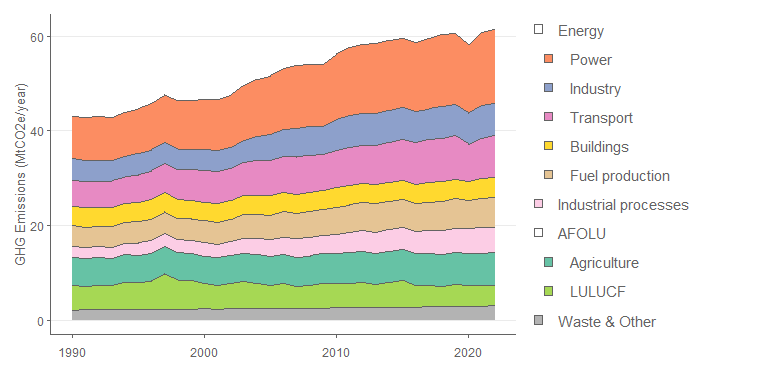 GHG Emissions (MtCO2e/year)
60
40
20
0
1990
2000
2010
2020
Energy
Power
Industry
Transport
Buildings
Fuel production
Industrial processes
AFOLU
Agriculture
LULUCF
Waste & Other